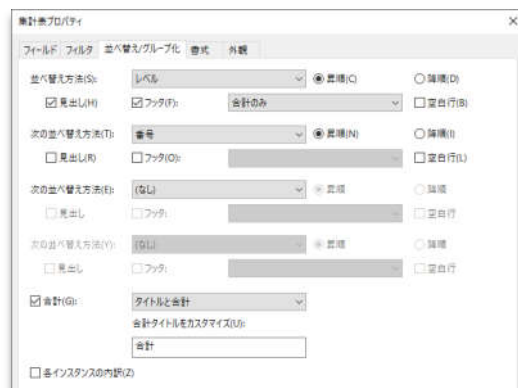 集計表プロパティ ×
フィールド フィルタ 並べ替え/グループ化 書式 外観
並べ替え方法(S): レベル 昇順(C) 降順(D)
見出し(H) フッタ(F): 合計のみ 空白行(B)
次の並べ替え方法(T): 番号 昇順(N) 降順(I)
見出し(R) フッタ(O): 空白行(L)
次の並べ替え方法(E): (なし) 昇順 降順
見出し フッタ: 空白行
次の並べ替え方法(Y): (なし) 昇順 降順
見出し フッタ: 空白行
合計(G): タイトルと合計
合計タイトルをカスタマイズ(U):
合計
各インスタンスの内訳(Z)